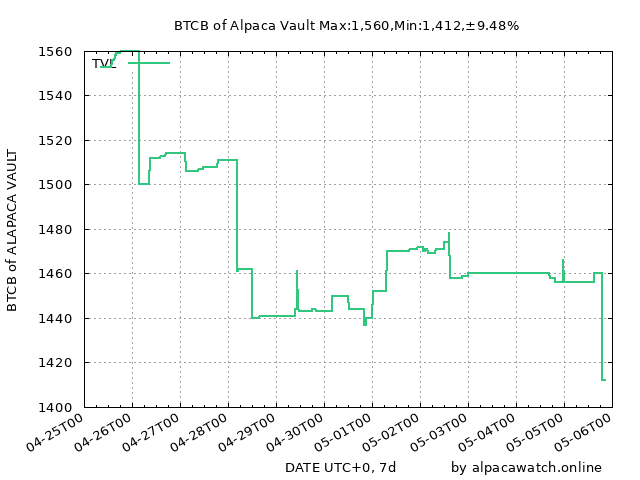 BTCB of Alpaca Vault Max:1,560,Min:1,412,±9.48%
TVL
1560
1540
1520
1500
1480
1460
1440
1420
1400
BTCB of ALAPACA VAULT
04-25T00
04-26T00
04-27T00
04-28T00
04-29T00
04-30T00
05-01T00
05-02T00
05-03T00
05-04T00
05-05T00
05-06T00
DATE UTC+0, 7d
by alpacawatch.online